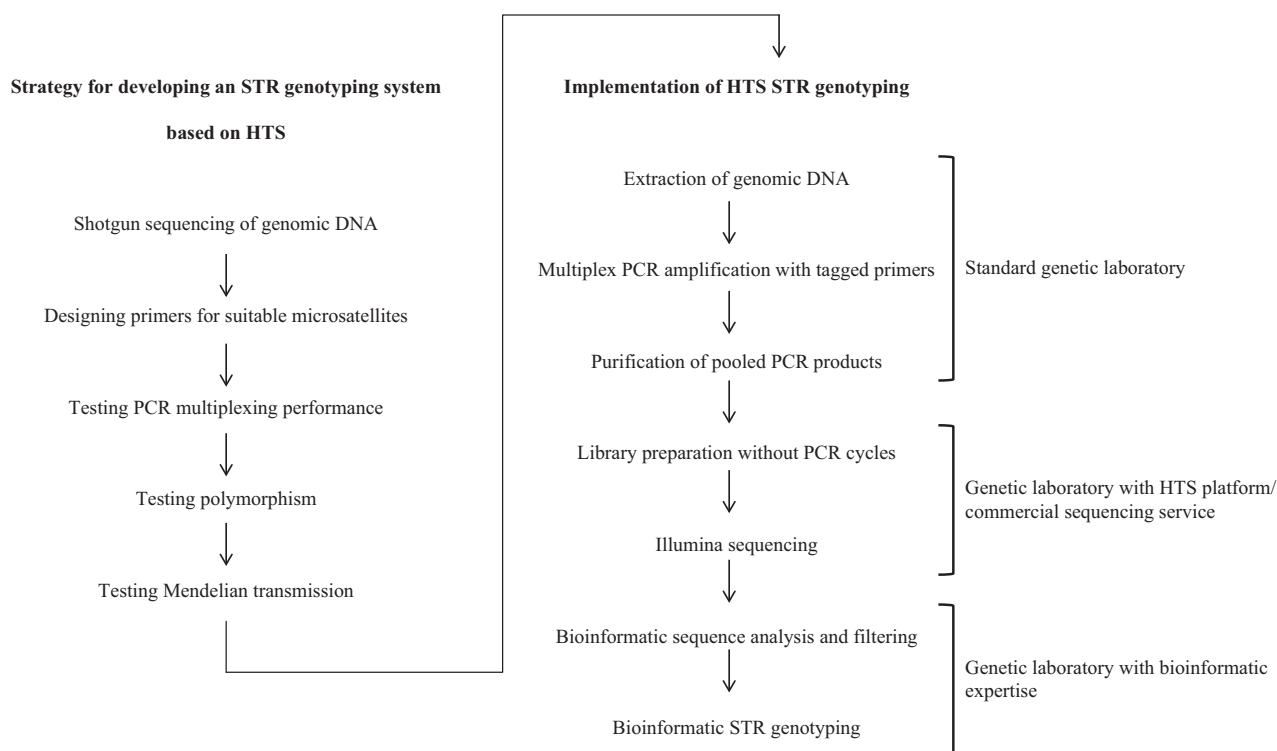 Strategy for developing an STR genotyping system
based on HTS
Shotgun sequencing of genomic DNA
Designing primers for suitable microsatellites
Testing PCR multiplexing performance
Testing polymorphism
Testing Mendelian transmission
Implementation of HTS STR genotyping
Extraction of genomic DNA
Multiplex PCR amplification with tagged primers
Purification of pooled PCR products
Standard genetic laboratory
Library preparation without PCR cycles
Illumina sequencing
Genetic laboratory with HTS platform/
commercial sequencing service
Bioinformatic sequence analysis and filtering
Bioinformatic STR genotyping
Genetic laboratory with bioinformatic
expertise